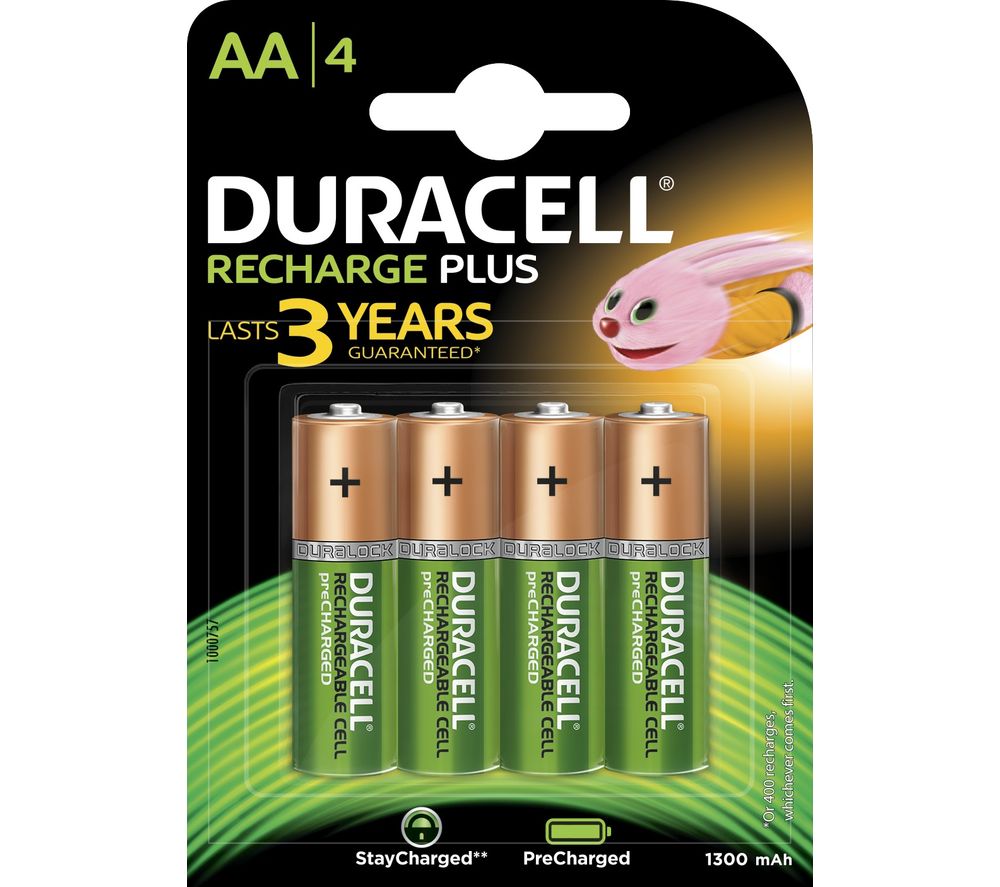 AA 4
DURACELL®
RECHARGE PLUS
LASTS 3 YEARS
GUARANTEED*
+ + + +
DURALOCK DURALOCK DURALOCK DURALOCK
DURACELL®
RECHARGEABLE CELL
preCHARGED
DURACELL®
RECHARGEABLE CELL
preCHARGED
DURACELL®
RECHARGEABLE CELL
preCHARGED
DURACELL®
RECHARGEABLE CELL
preCHARGED
1000757
*Or 400 recharges,
whichever comes first.
StayCharged** PreCharged 1300 mAh